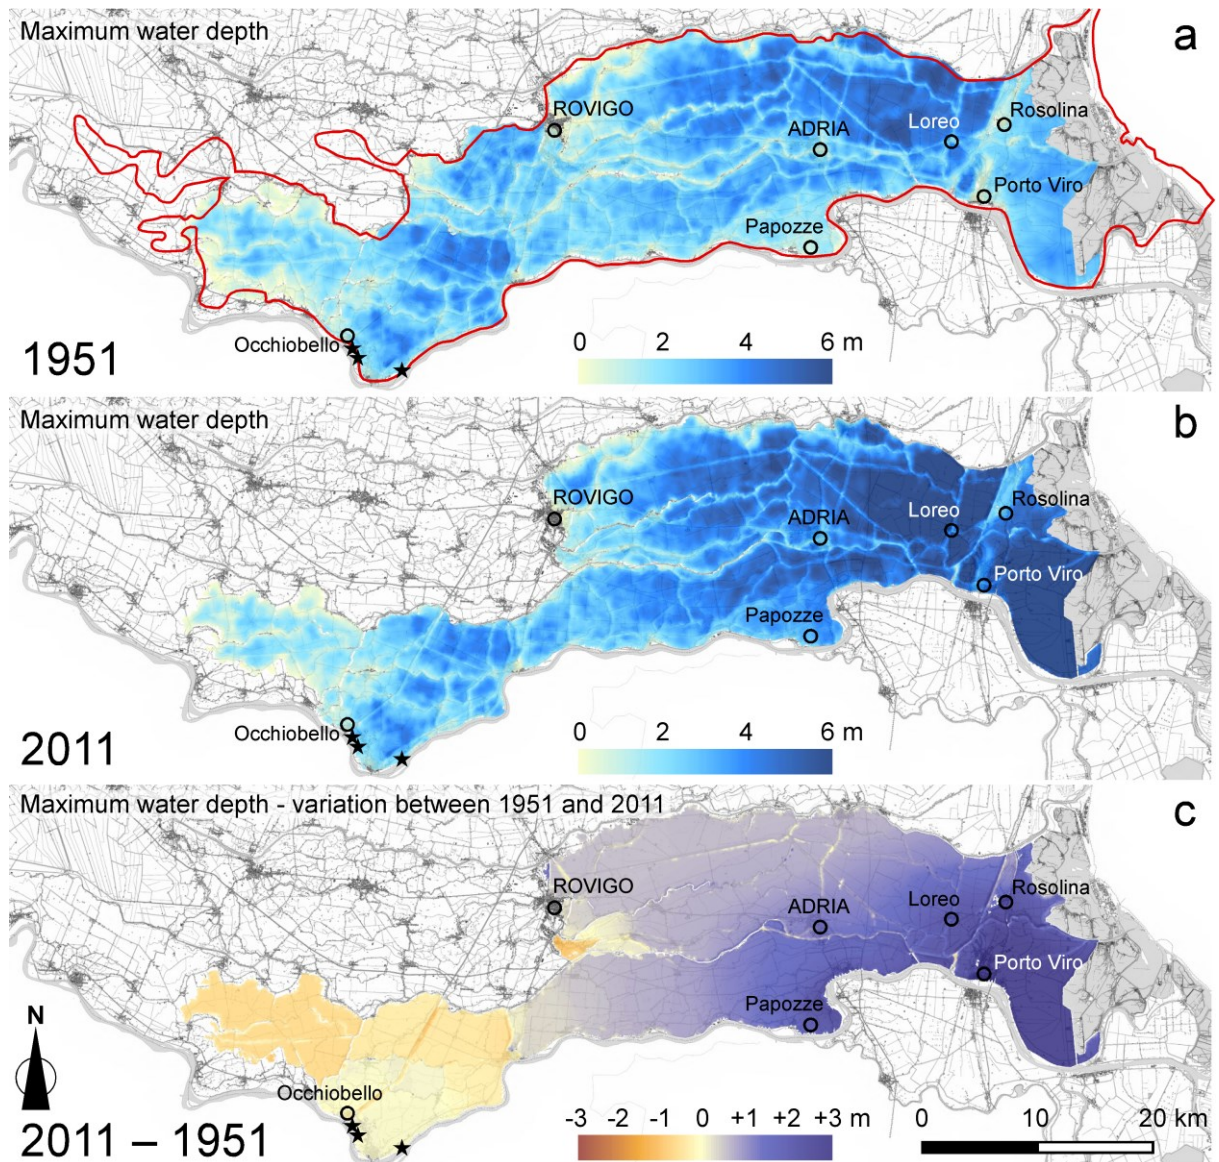 Maximum water depth
a
ROVIGO
ADRIA
Loreo
Rosolina
Porto Viro
Papozze
Occhiobello
1951
0 2 4 6 m
Maximum water depth
b
ROVIGO
ADRIA
Loreo
Rosolina
Porto Viro
Papozze
Occhiobello
2011
0 2 4 6 m
Maximum water depth - variation between 1951 and 2011
c
ROVIGO
ADRIA
Loreo
Rosolina
Porto Viro
Papozze
N
Occhiobello
2011 – 1951
-3 -2 -1 0 +1 +2 +3 m
0 10 20 km